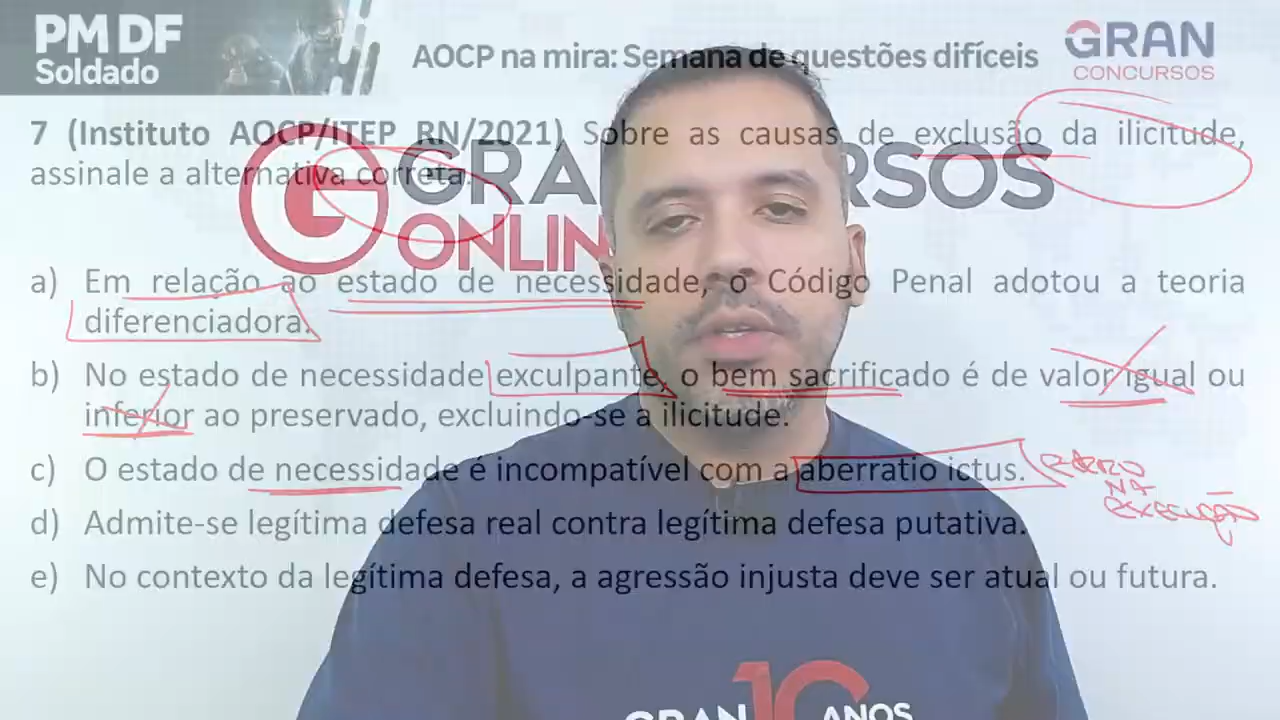 PM DF
Soldado
AOCP na mira: Semana de questões difíceis
GRAN
CONCURSOS
7 (Instituto AOCP/ITEP RN/2021) Sobre as causas de exclusão da ilicitude,
assinale a alternativa correta.
GRAN CURSOS
ONLIN
a) Em relação ao estado de necessidade, o Código Penal adotou a teoria
diferenciadora.
b) No estado de necessidade exculpante, o bem sacrificado é de valor igual ou
inferior ao preservado, excluindo-se a ilicitude.
c) O estado de necessidade é incompatível com a aberratio ictus.
ERRO
NA
EXECUÇÃO
d) Admite-se legítima defesa real contra legítima defesa putativa.
e) No contexto da legítima defesa, a agressão injusta deve ser atual ou futura.
GRAN 10 ANOS